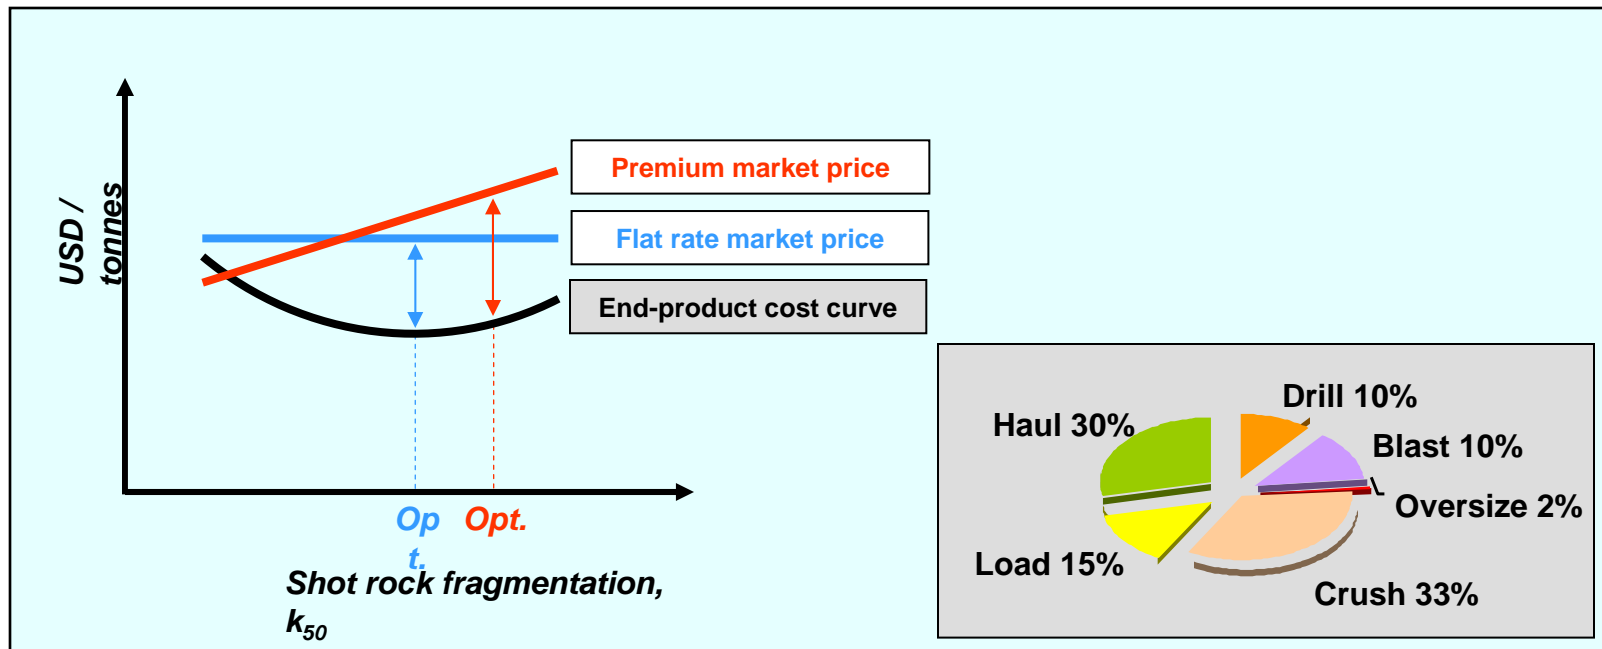 USD /
tonnes
Premium market price
Flat rate market price
End-product cost curve
Op
t.
Opt.
Shot rock fragmentation,
k50
Haul 30%
Drill 10%
Blast 10%
Oversize 2%
Load 15%
Crush 33%